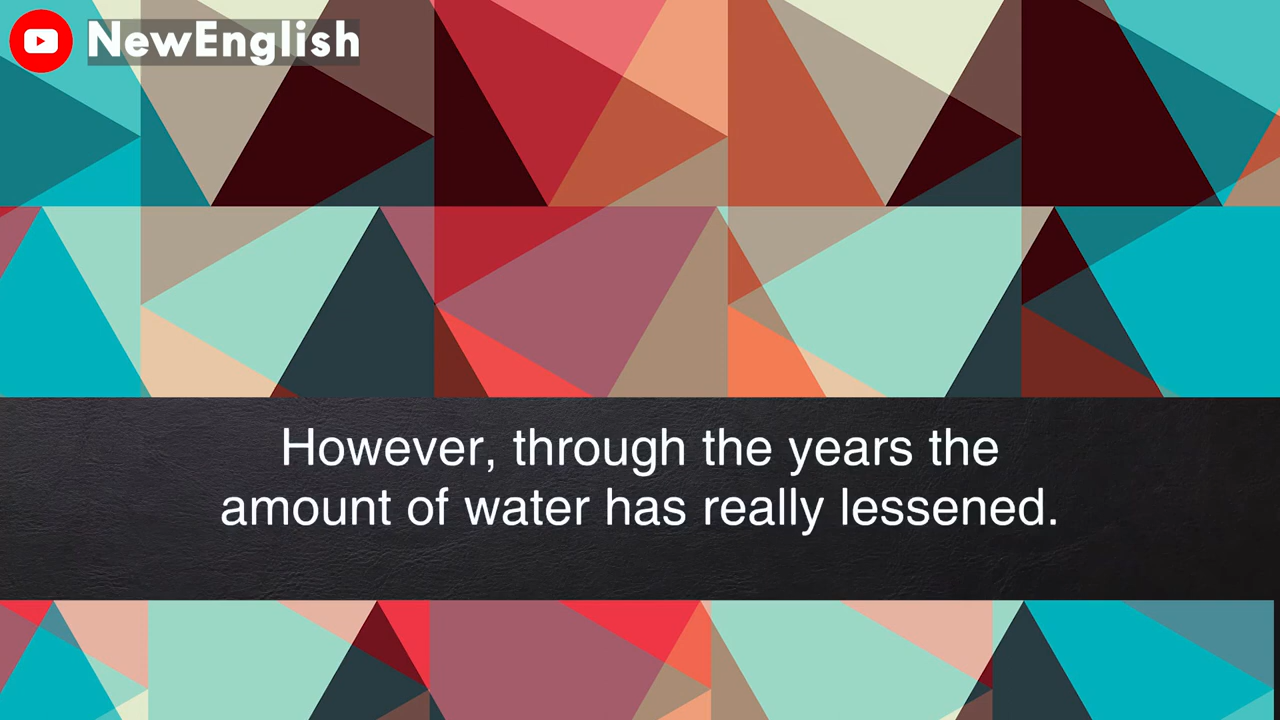 NewEnglish
However, through the years the
amount of water has really lessened.